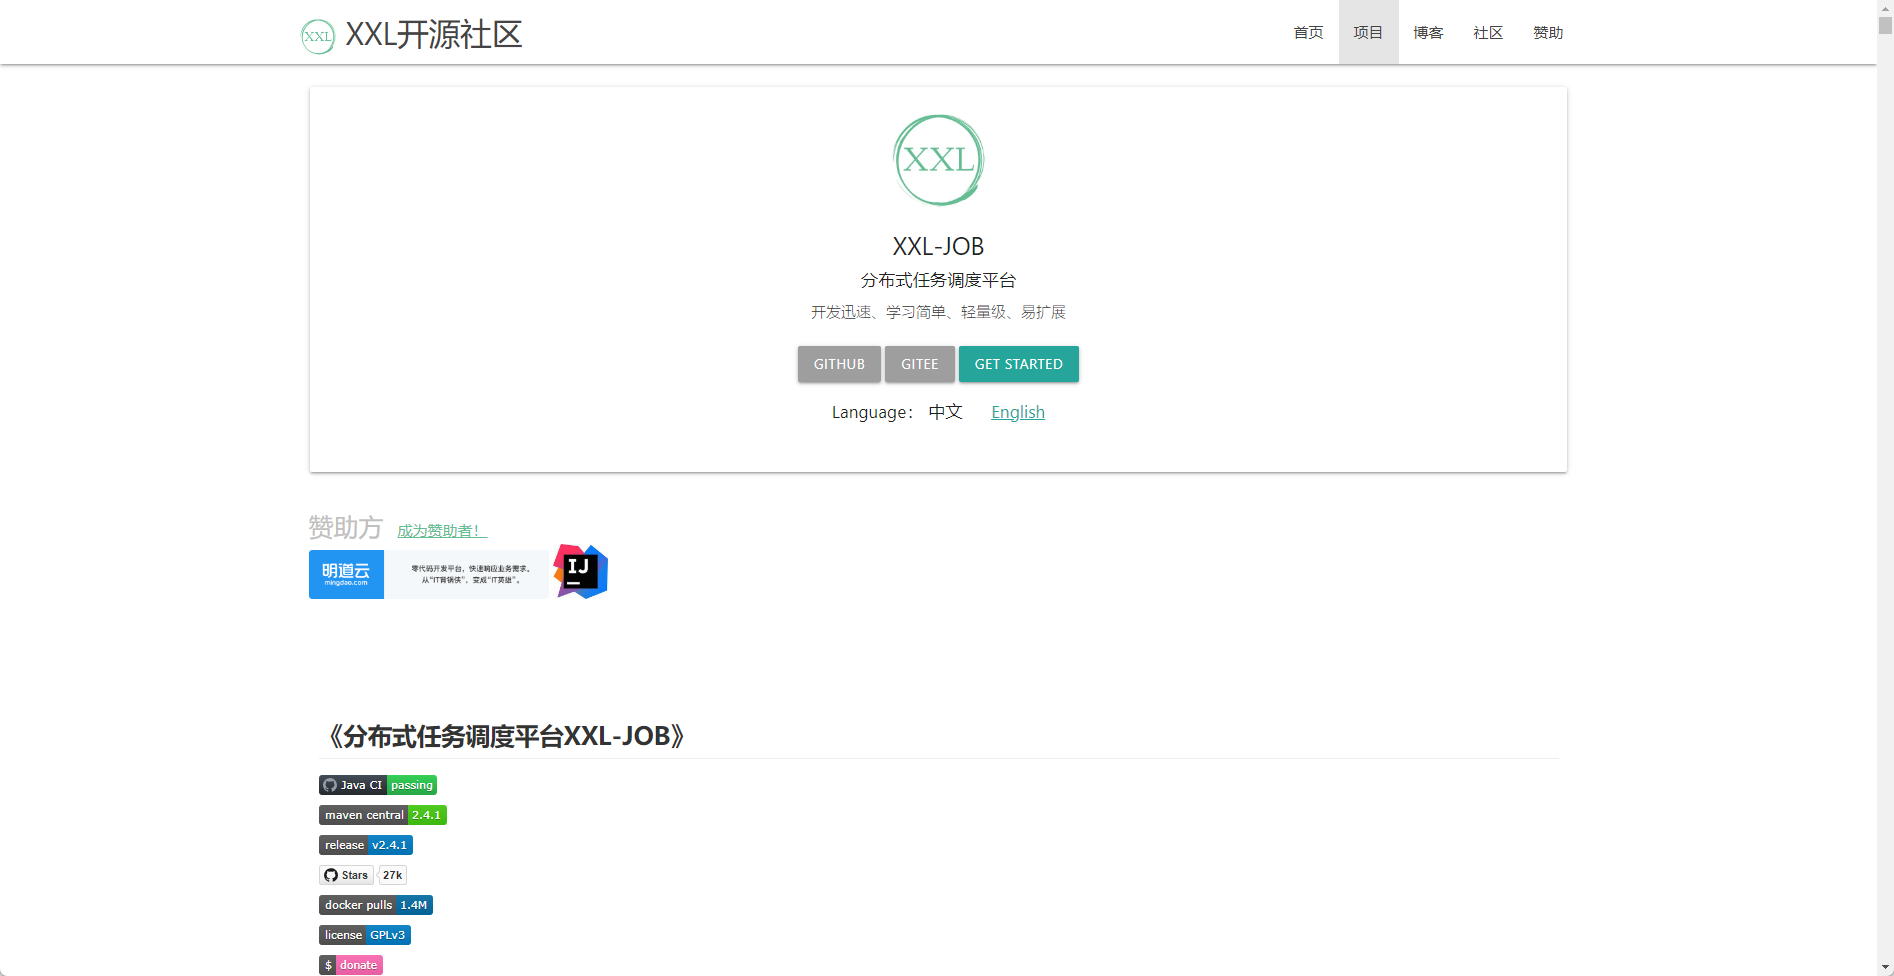 XXL XXL开源社区 首页 项目 博客 社区 赞助
XXL
XXL-JOB
分布式任务调度平台
开发迅速、学习简单、轻量级、易扩展
GITHUB GITEE GET STARTED
Language： 中文 English
赞助方 成为赞助者！
明道云
mingdao.com
零代码开发平台，快速响应业务需求。
从“IT背锅侠”，变成“IT英雄”。
IJ
《分布式任务调度平台XXL-JOB》
Java CI passing
maven central 2.4.1
release v2.4.1
Stars 27k
docker pulls 1.4M
license GPLv3
$ donate